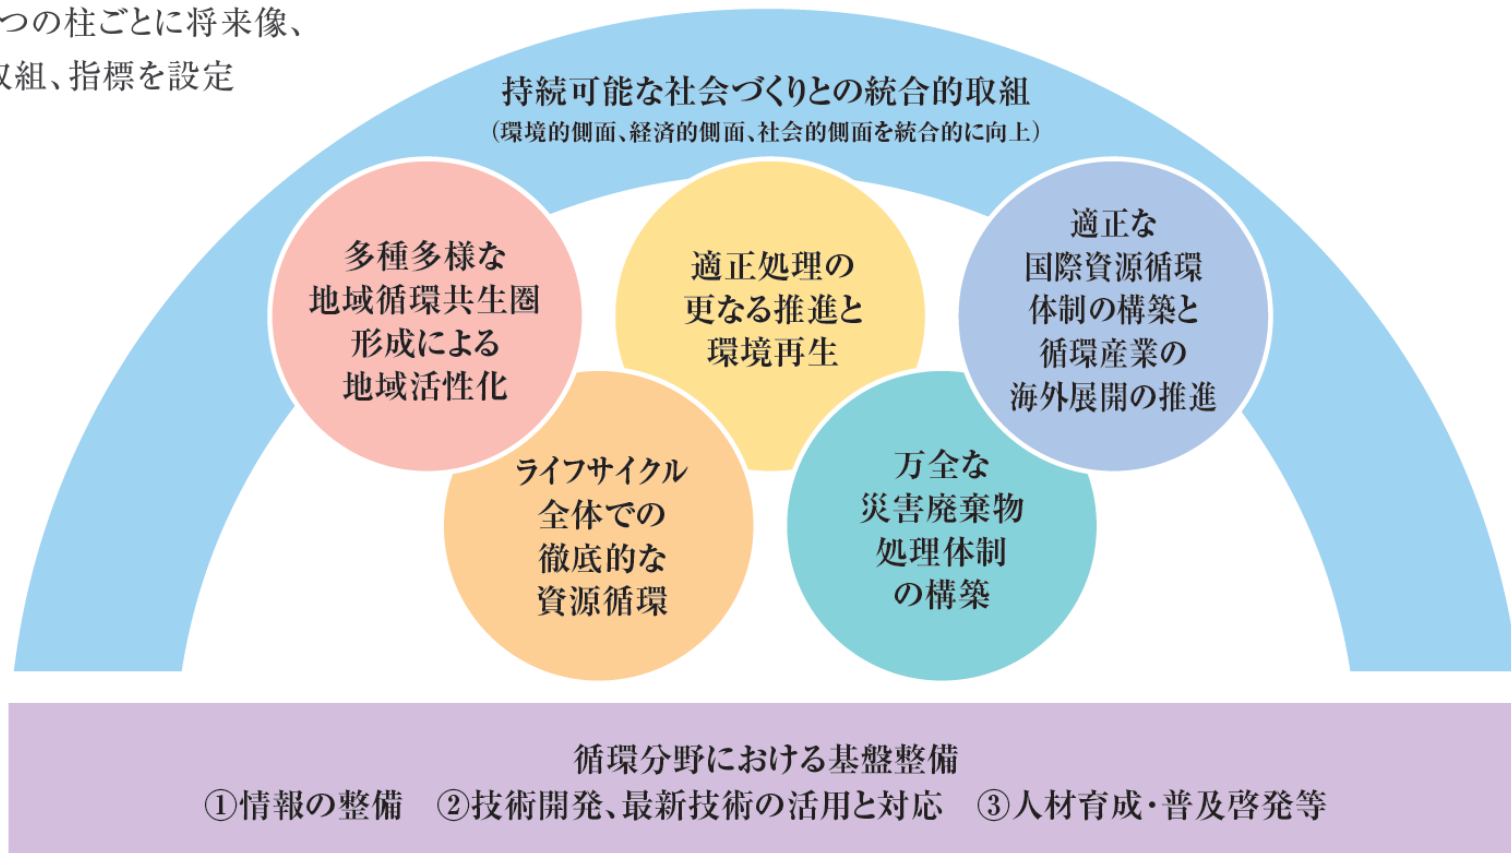 つの柱ごとに将来像、
取組、指標を設定
持続可能な社会づくりとの統合的取組
（環境的側面、経済的側面、社会的側面を統合的に向上）
多種多様な
地域循環共生圏
形成による
地域活性化
ライフサイクル
全体での
徹底的な
資源循環
適正処理の
更なる推進と
環境再生
万全な
災害廃棄物
処理体制
の構築
適正な
国際資源循環
体制の構築と
循環産業の
海外展開の推進
循環分野における基盤整備
①情報の整備　②技術開発、最新技術の活用と対応　③人材育成・普及啓発等